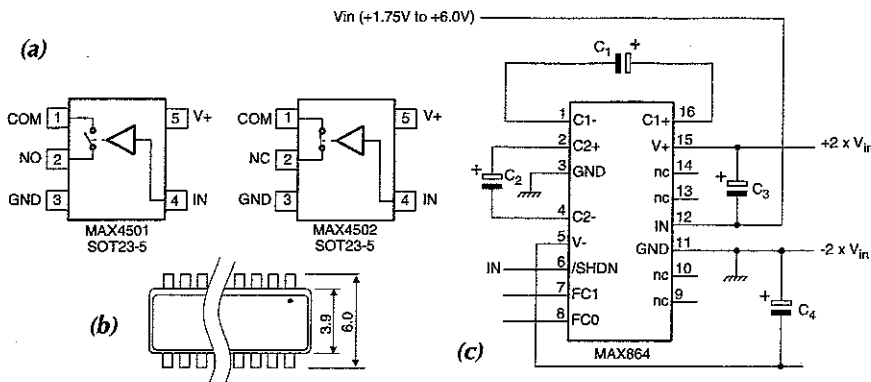 (a)
COM 1
5 V+
NO 2
GND 3
4 IN
MAX4501
SOT23-5
COM 1
5 V+
NC 2
GND 3
4 IN
MAX4502
SOT23-5
(b)
3.9
6.0
Vin (+1.75V to +6.0V)
C1 +
1 C1-
C1+ 16
2 C2+
V+ 15
+2 x Vin
3 GND
nc 14
+ C2
nc 13
+ C3
4 C2-
IN 12
5 V-
GND 11
-2 x Vin
IN 6 /SHDN
nc 10
7 FC1
nc 9
8 FC0
+ C4
MAX864
(c)